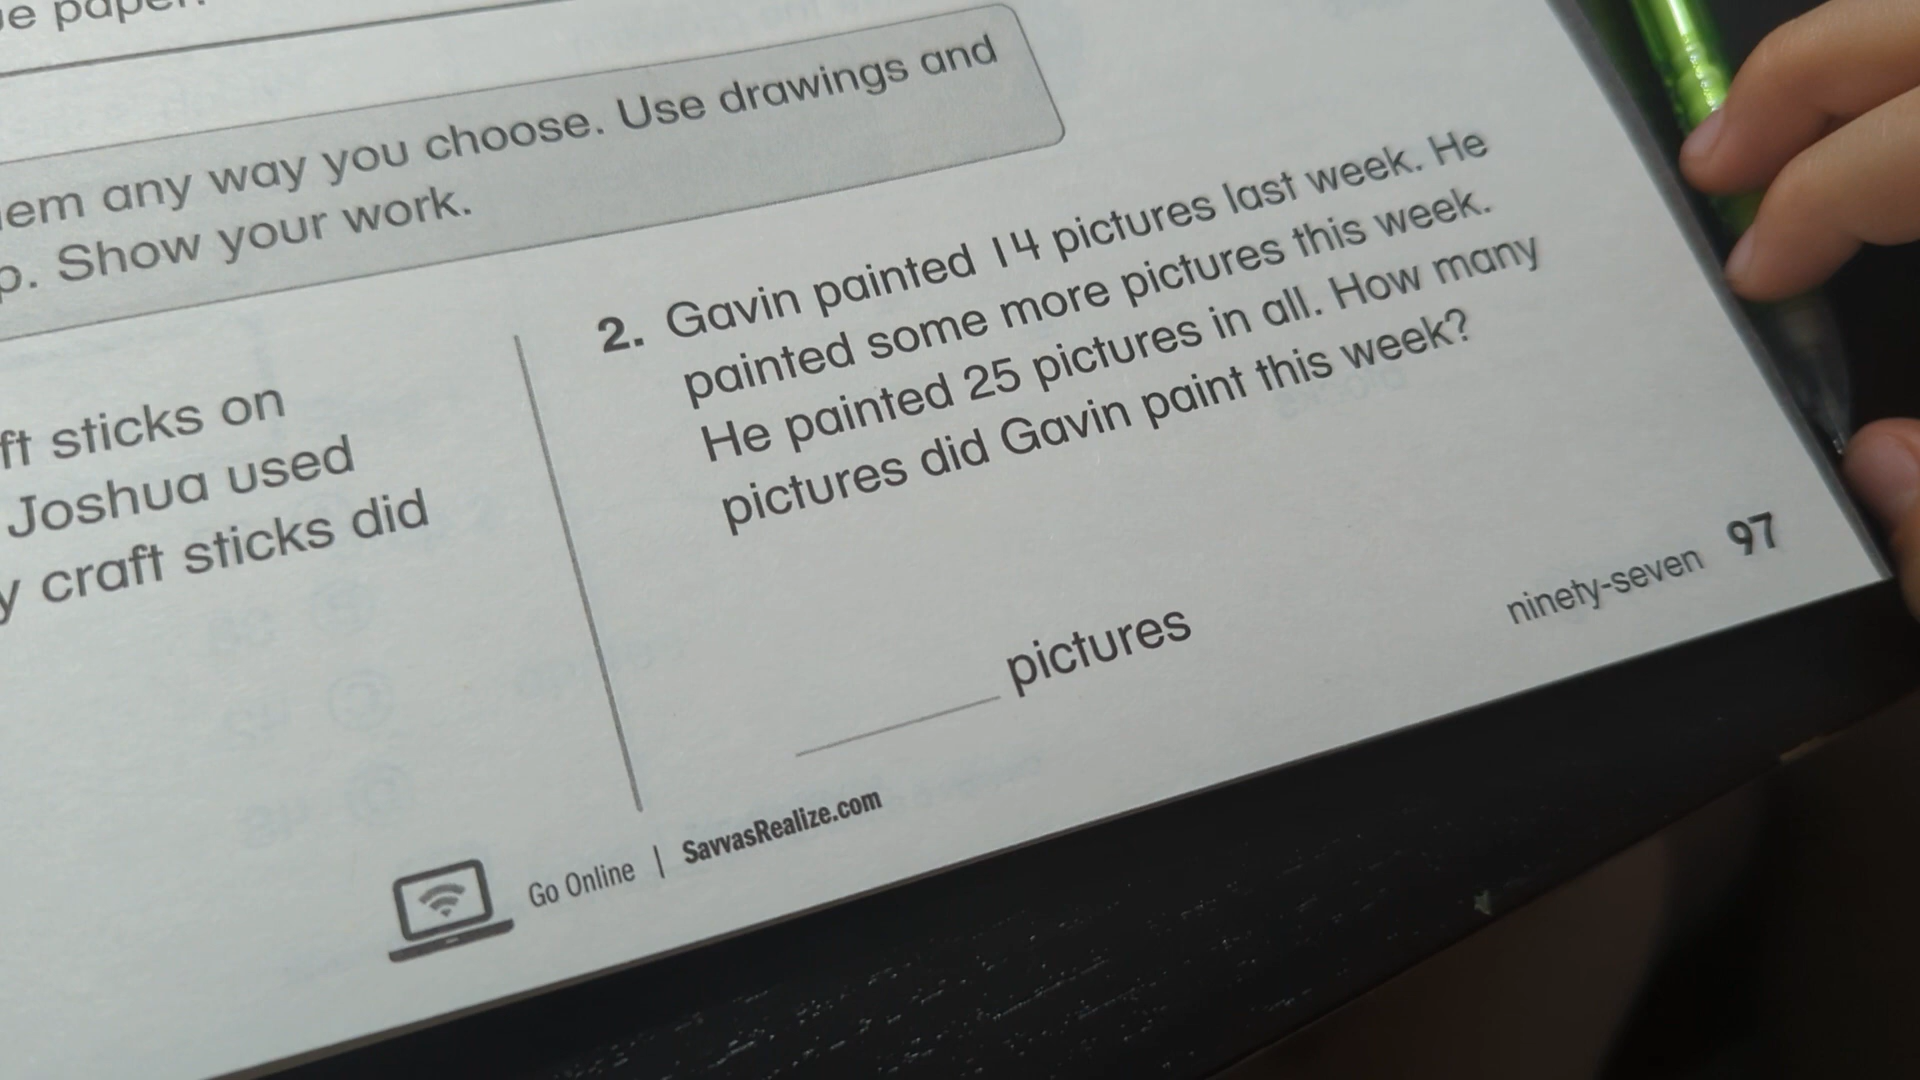 any way you choose. Use drawings and
Show your work.
sticks on
Joshua used
craft sticks did
2. Gavin painted 14 pictures last week. He
painted some more pictures this week.
He painted 25 pictures in all. How many
pictures did Gavin paint this week?
pictures
Go Online | SavvasRealize.com
ninety-seven 97